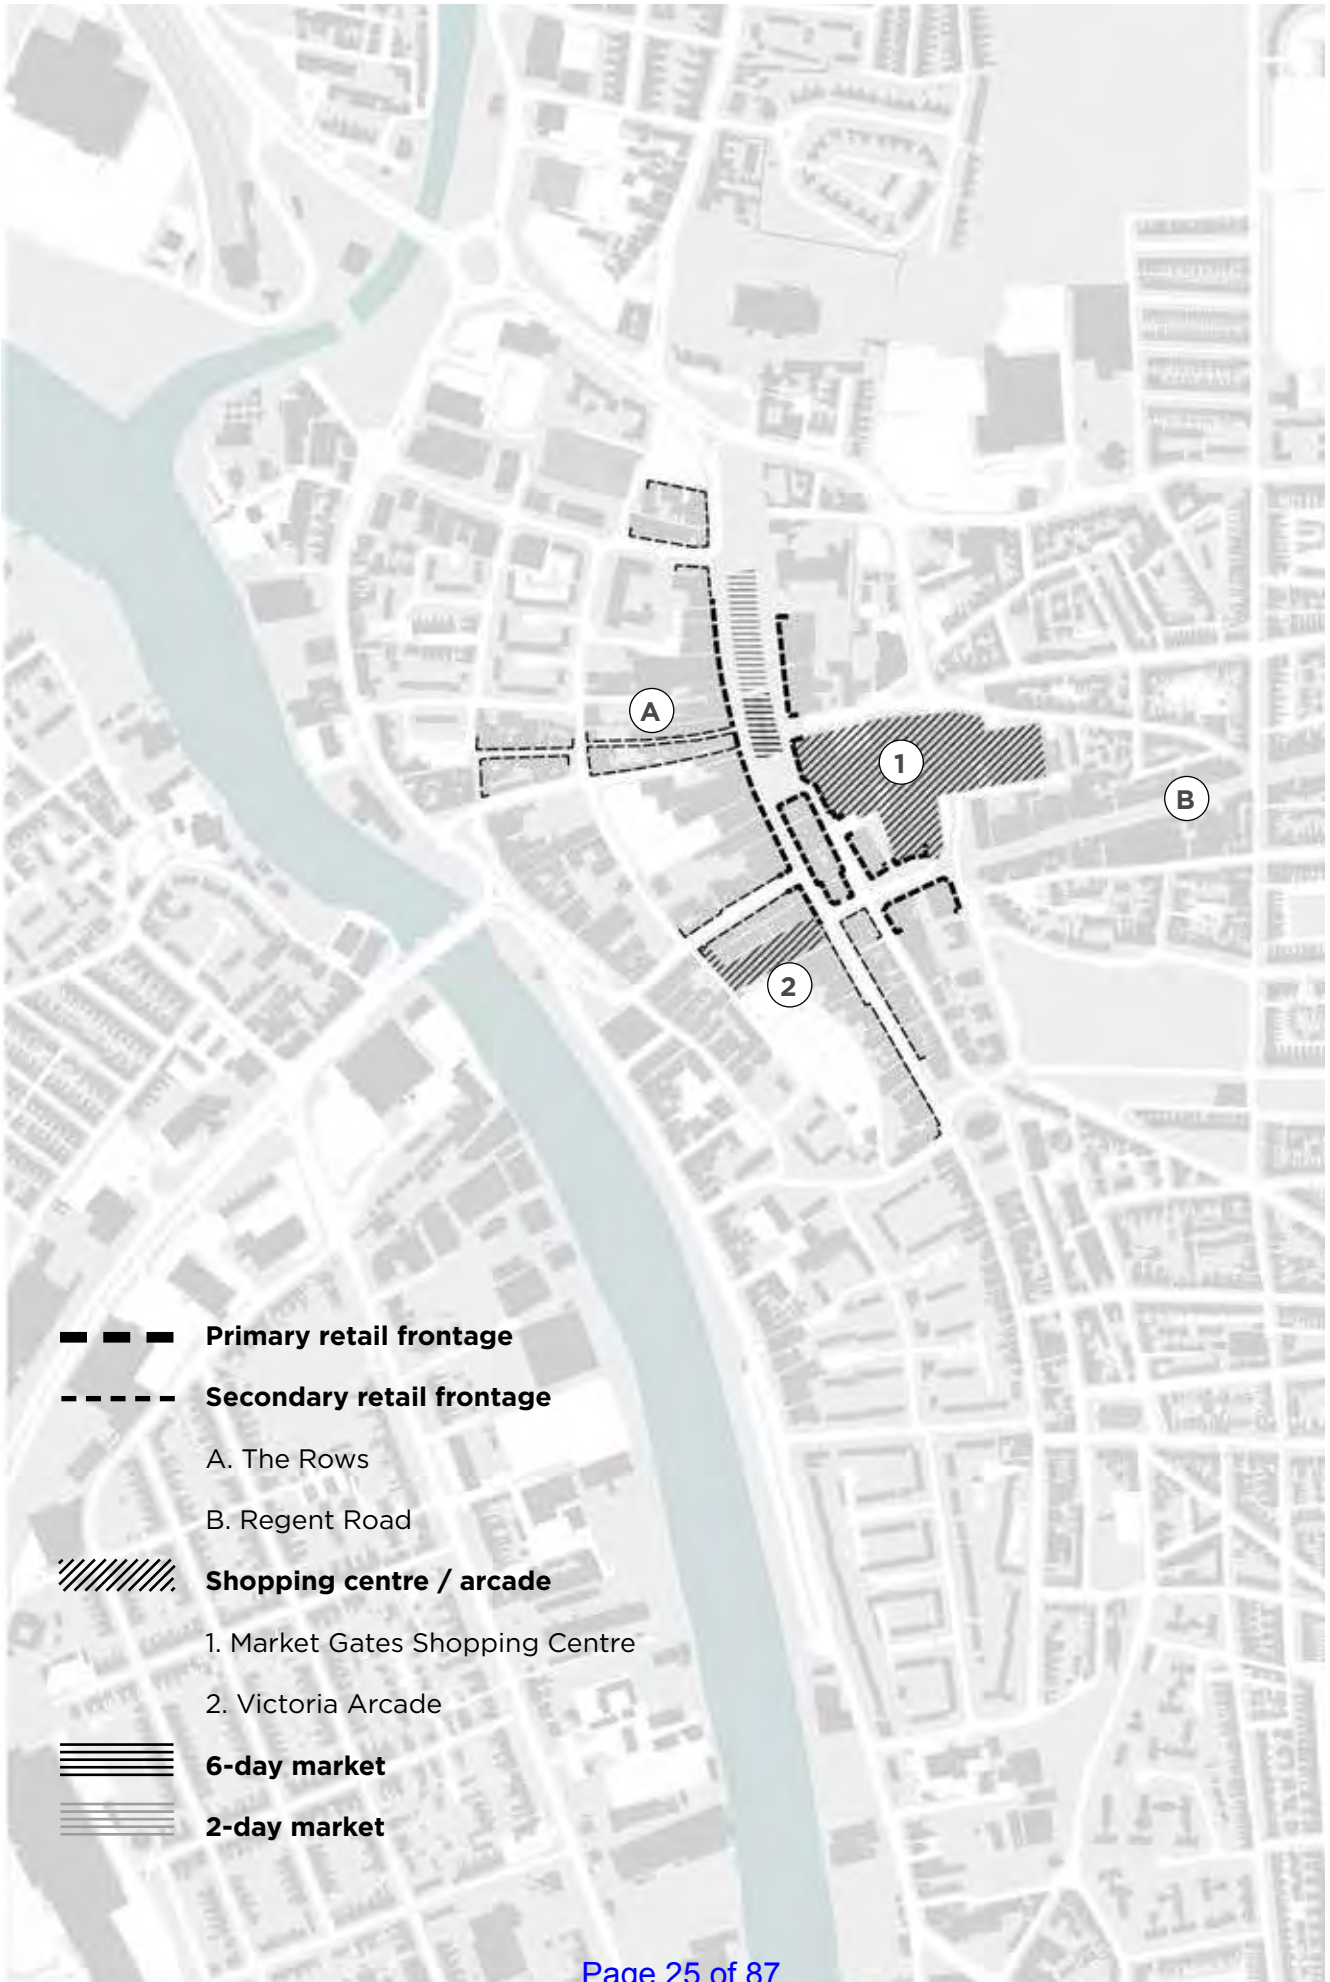 A
1
B
2
Primary retail frontage
Secondary retail frontage
A. The Rows
B. Regent Road
Shopping centre / arcade
1. Market Gates Shopping Centre
2. Victoria Arcade
6-day market
2-day market
Page 25 of 87